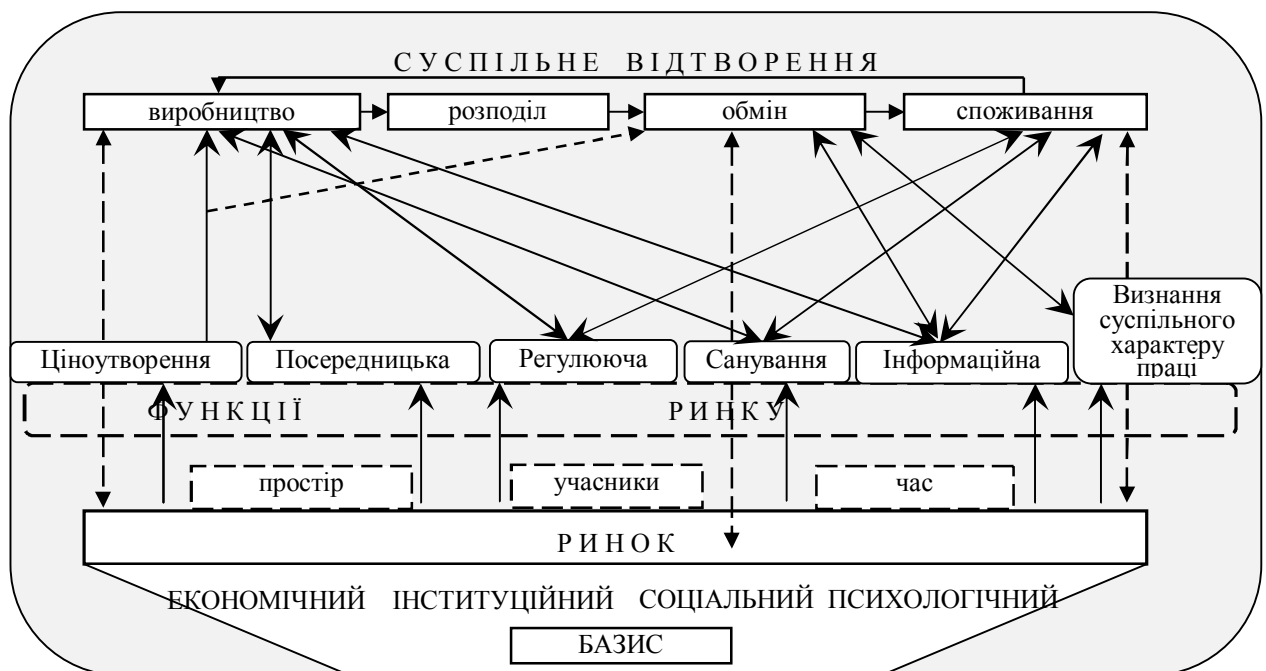 СУСПІЛЬНЕ ВІДТВОРЕННЯ
виробництво розподіл обмін споживання
Визнання
суспільного
характеру
праці
Ціноутворення Посередницька Регулююча Санування Інформаційна
ФУНКЦІЇ РИНКУ
простір учасники час
РИНОК
ЕКОНОМІЧНИЙ ІНСТИТУЦІЙНИЙ СОЦІАЛЬНИЙ ПСИХОЛОГІЧНИЙ
БАЗИС